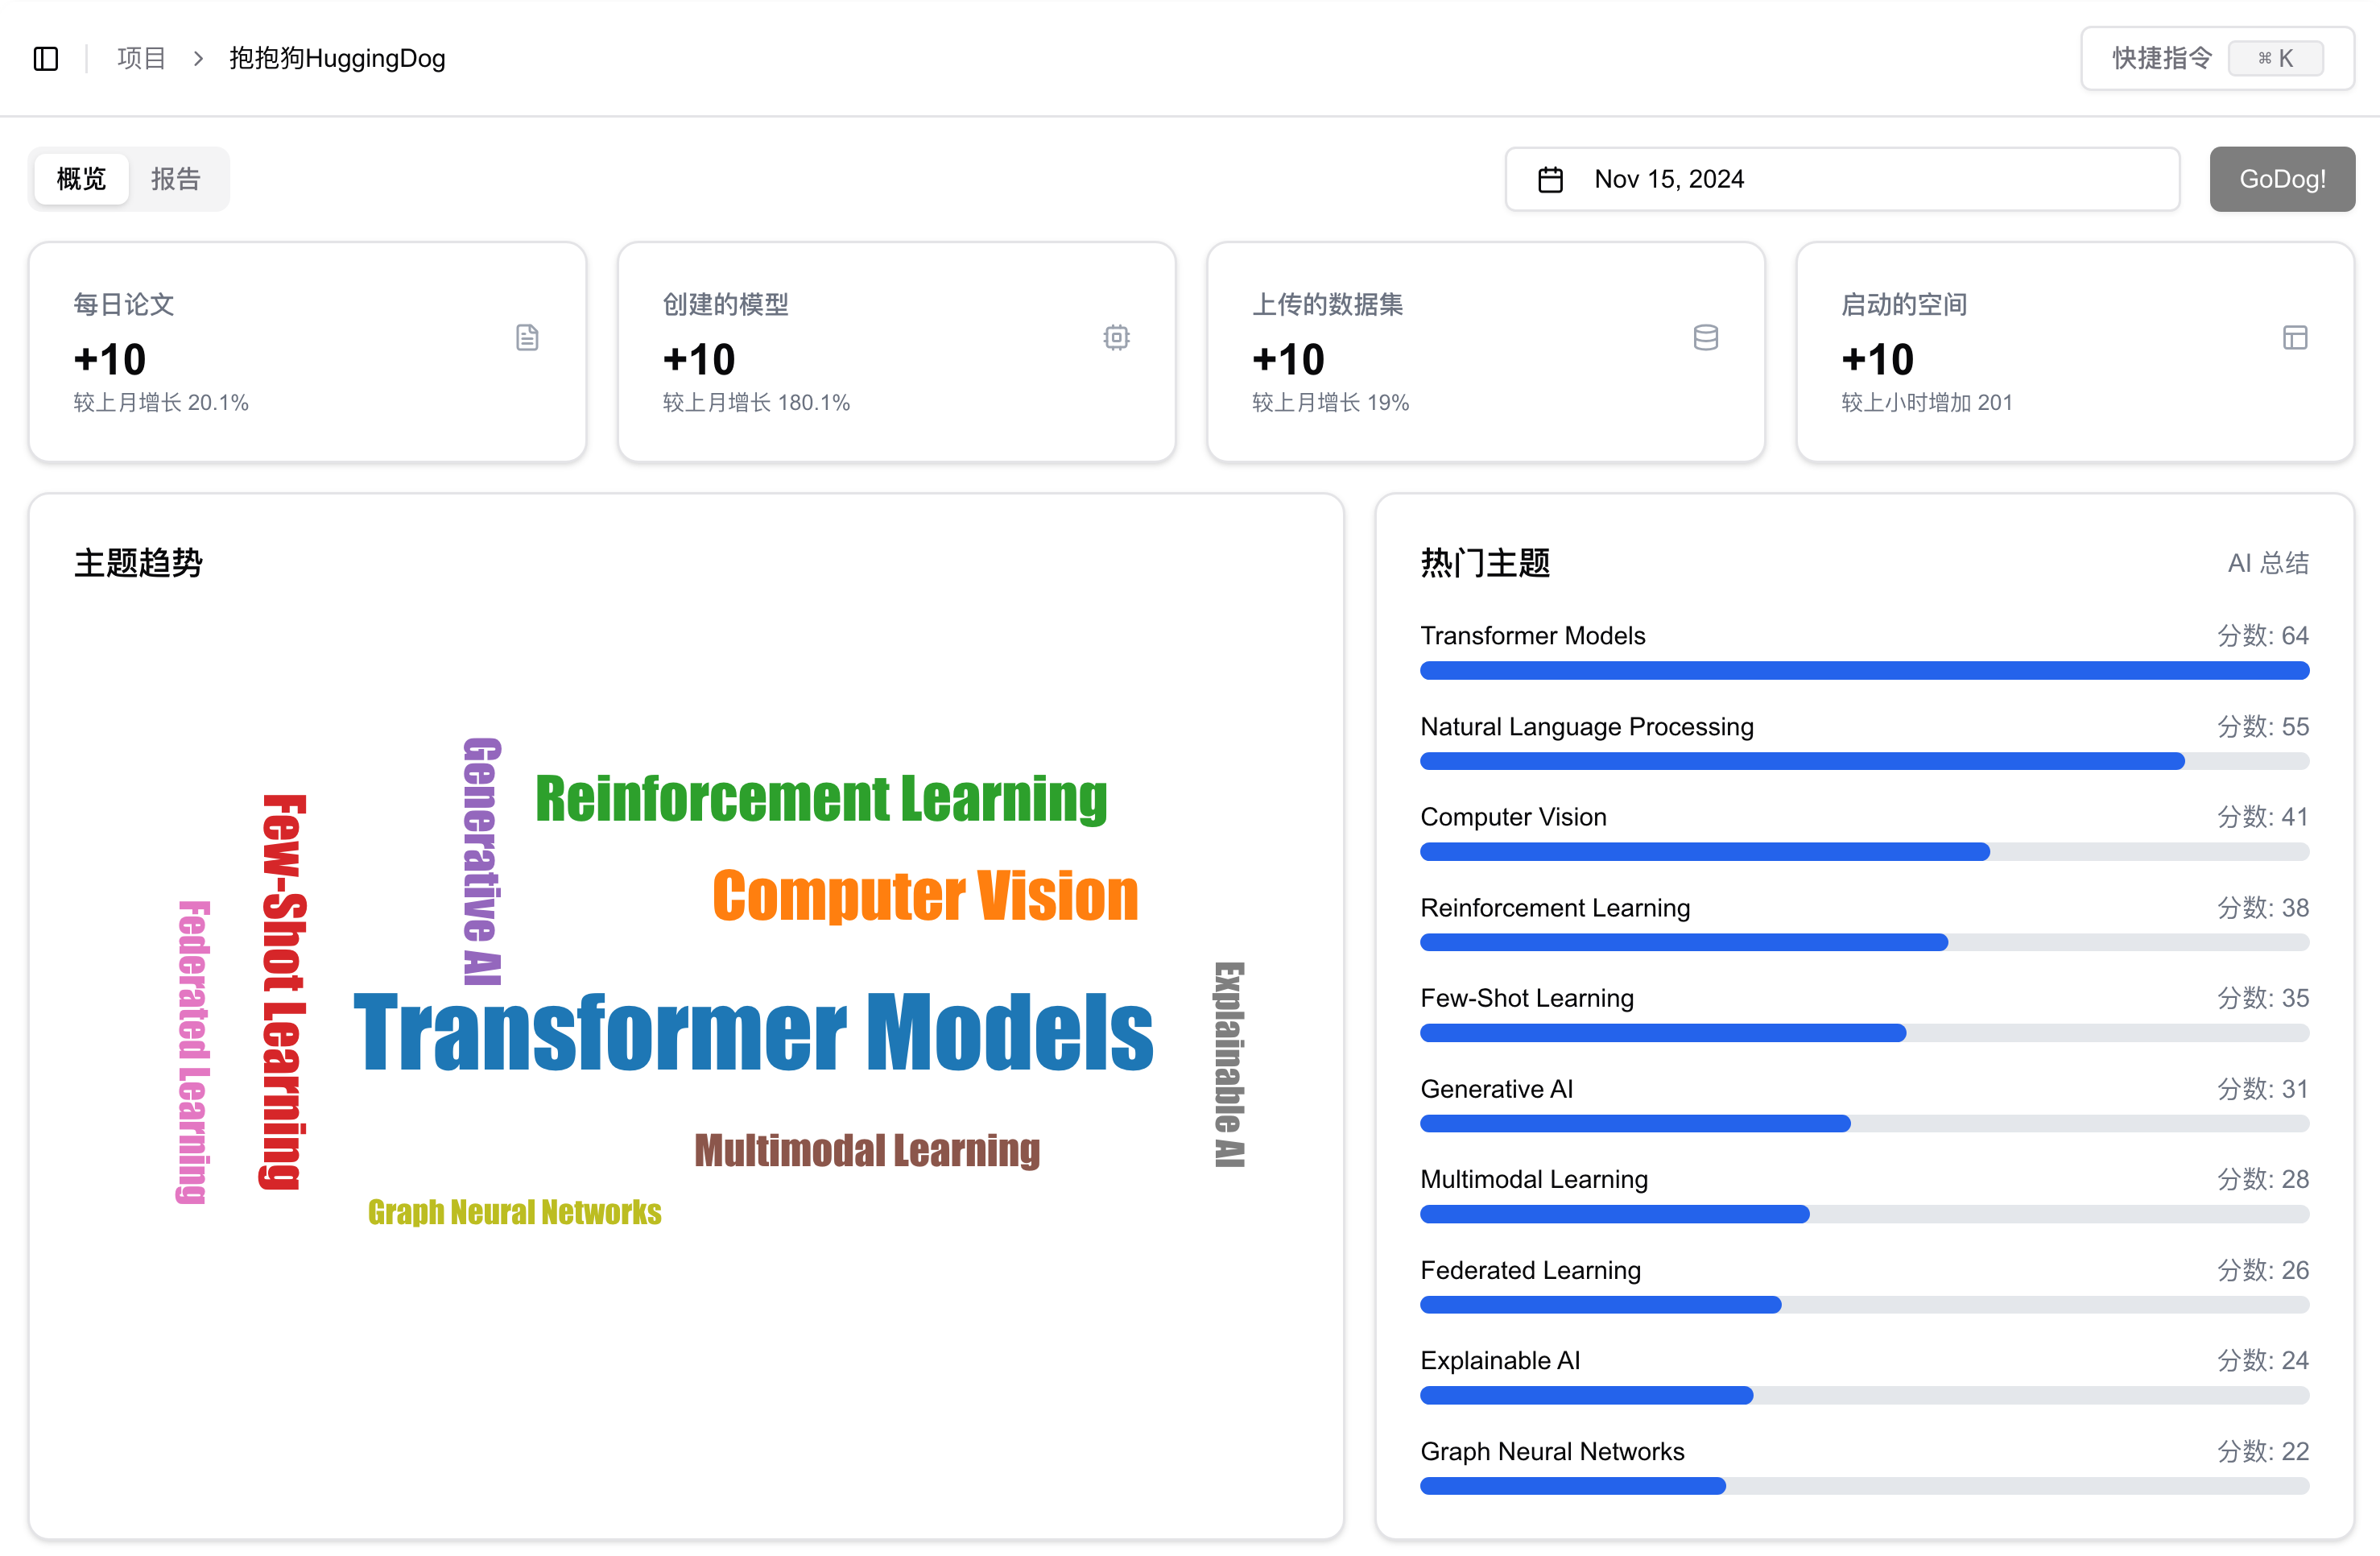 项目 > 抱抱狗HuggingDog
快捷指令 ⌘ K
概览 报告
Nov 15, 2024
GoDog!
每日论文
+10
较上月增长 20.1%
创建的模型
+10
较上月增长 180.1%
上传的数据集
+10
较上月增长 19%
启动的空间
+10
较上小时增加 201
主题趋势
Federated Learning
Few-Shot Learning
Generative AI
Reinforcement Learning
Computer Vision
Transformer Models
Explainable AI
Multimodal Learning
Graph Neural Networks
热门主题 AI 总结
Transformer Models 分数: 64
Natural Language Processing 分数: 55
Computer Vision 分数: 41
Reinforcement Learning 分数: 38
Few-Shot Learning 分数: 35
Generative AI 分数: 31
Multimodal Learning 分数: 28
Federated Learning 分数: 26
Explainable AI 分数: 24
Graph Neural Networks 分数: 22